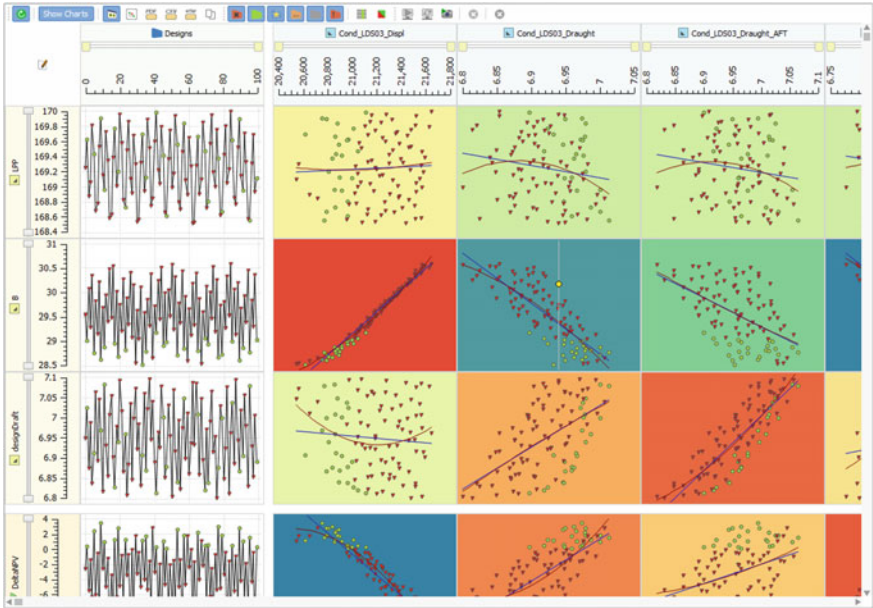 Show Charts PDF CSV
Designs Cond_LDS03_Displ Cond_LDS03_Draught Cond_LDS03_Draught_AFT
0 20 40 60 80 100
20,400 20,600 20,800 21,000 21,200 21,400 21,600 21,800
6.8 6.85 6.9 6.95 7 7.05
6.8 6.85 6.9 6.95 7 7.05 7.1
6.75
LPP
170
169.8
169.6
169.4
169.2
169
168.8
168.6
168.4
B
31
30.5
30
29.5
29
28.5
designDraft
7.1
7.05
7
6.95
6.9
6.85
6.8
DeltaNPV
4
2
0
-2
-4
-6